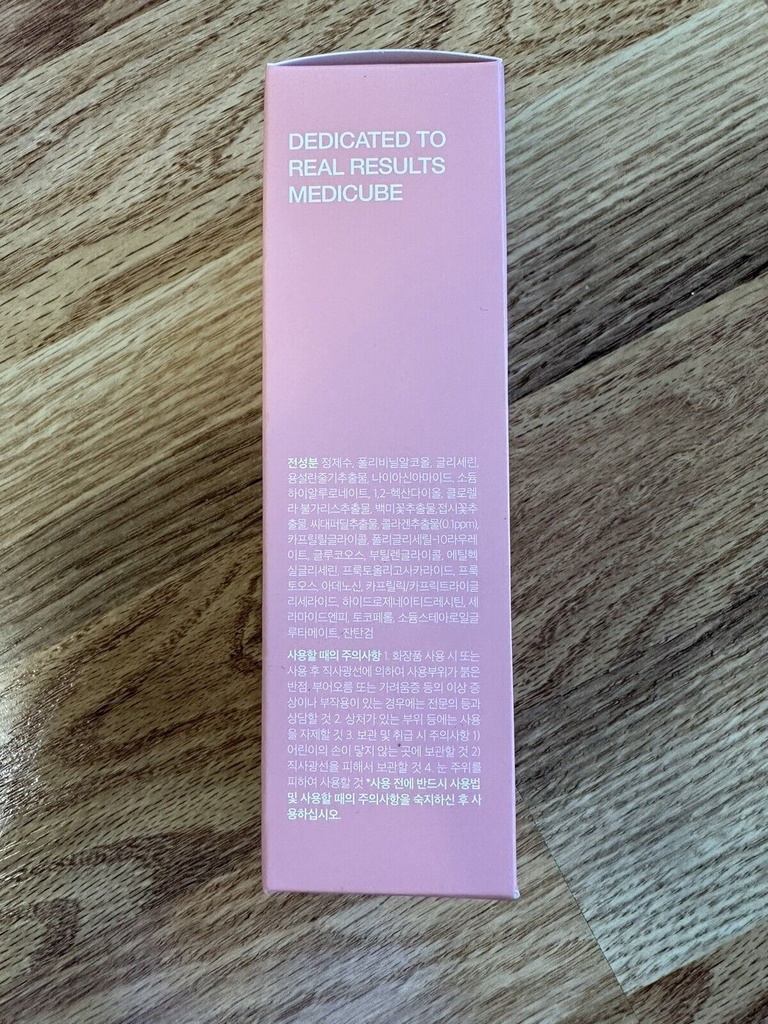 DEDICATED TO
REAL RESULTS
MEDICUBE
전성분 정제수, 폴리비닐알코올, 글리세린,
용설란줄기추출물, 나이아신아마이드, 소듐
하이알루로네이트, 1,2-헥산다이올, 클로렐
라 불가리스추출물, 백미꽃추출물,접시꽃추
출물, 씨대퍼딜추출물, 콜라겐추출물(0.1ppm),
카프릴릴글라이콜, 폴리글리세릴-10라우레
이트, 글루코오스, 부틸렌글라이콜, 에틸헥
실글리세린, 프룩토올리고사카라이드, 프룩
토오스, 아데노신, 카프릴릭/카프릭트라이글
리세라이드, 하이드로제네이티드레시틴, 세
라마이드엔피, 토코페롤, 소듐스테아로일글
루타메이트, 잔탄검
사용할 때의 주의사항 1. 화장품 사용 시 또는
사용 후 직사광선에 의하여 사용부위가 붉은
반점, 부어오름 또는 가려움증 등의 이상 증
상이나 부작용이 있는 경우에는 전문의 등과
상담할 것 2. 상처가 있는 부위 등에는 사용
을 자제할 것 3. 보관 및 취급 시 주의사항 1)
어린이의 손이 닿지 않는 곳에 보관할 것 2)
직사광선을 피해서 보관할 것 4. 눈 주위를
피하여 사용할 것 *사용 전에 반드시 사용법
및 사용할 때의 주의사항을 숙지하신 후 사
용하십시오.